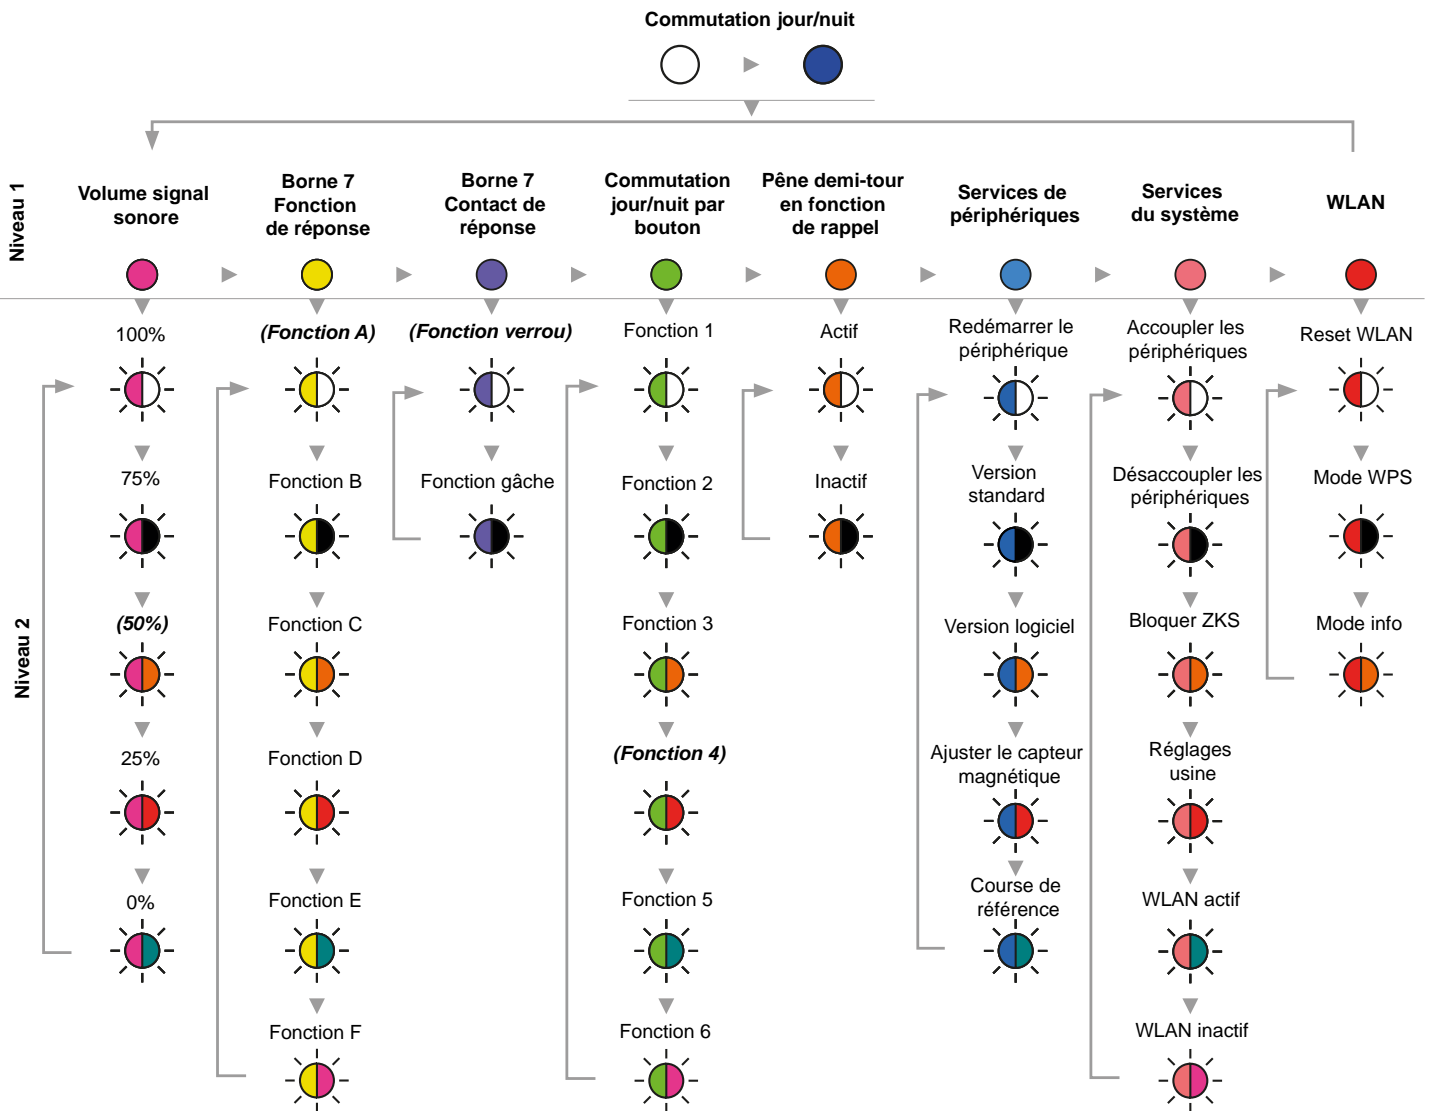 Commutation jour/nuit
Niveau 1
Volume signal
sonore
Borne 7
Fonction
de réponse
Borne 7
Contact de
réponse
Commutation
jour/nuit par
bouton
Pêne demi-tour
en fonction
de rappel
Services de
périphériques
Services
du système
WLAN
Niveau 2
100%
75%
(50%)
25%
0%
(Fonction A)
Fonction B
Fonction C
Fonction D
Fonction E
Fonction F
(Fonction verrou)
Fonction gâche
Fonction 1
Fonction 2
Fonction 3
(Fonction 4)
Fonction 5
Fonction 6
Actif
Inactif
Redémarrer le
périphérique
Version
standard
Version logiciel
Ajuster le capteur
magnétique
Course de
référence
Accoupler les
périphériques
Désaccoupler les
périphériques
Bloquer ZKS
Réglages
usine
WLAN actif
WLAN inactif
Reset WLAN
Mode WPS
Mode info